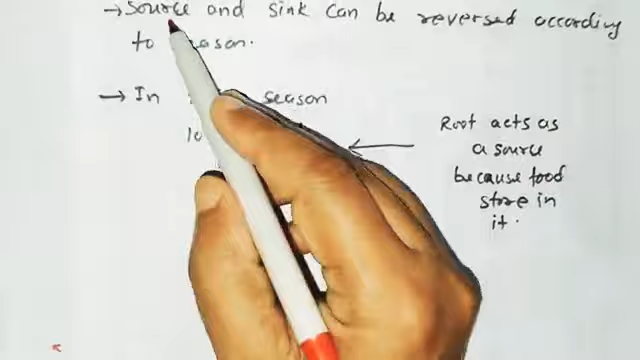 → Source and sink can be reversed according
to season.
→ In season
Root acts as
a source
because food
store in
it.